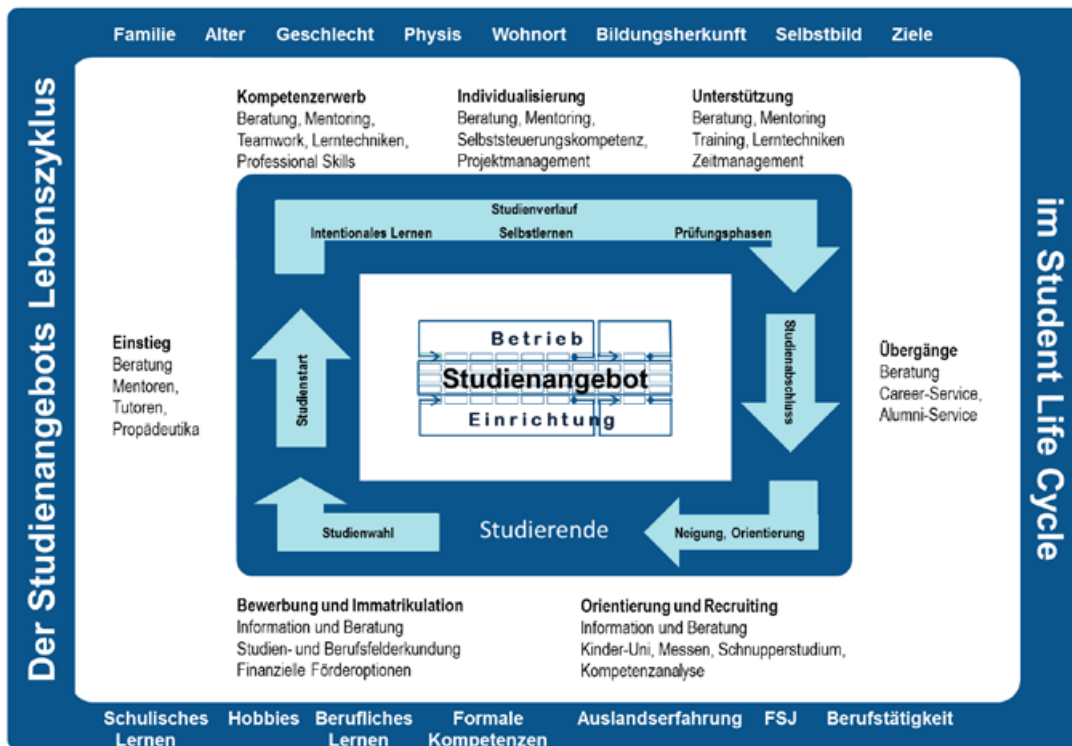 Familie Alter Geschlecht Physis Wohnort Bildungsherkunft Selbstbild Ziele
Der Studienangebots Lebenszyklus
im Student Life Cycle
Kompetenzerwerb
Beratung, Mentoring,
Teamwork, Lerntechniken,
Professional Skills
Individualisierung
Beratung, Mentoring,
Selbststeuerungskompetenz,
Projektmanagement
Unterstützung
Beratung, Mentoring
Training, Lerntechniken
Zeitmanagement
Studienverlauf
Intentionales Lernen Selbstlernen Prüfungsphasen
Einstieg
Beratung
Mentoren,
Tutoren,
Propädeutika
Studienstart
Betrieb
Studienangebot
Einrichtung
Studienabschluss
Übergänge
Beratung
Career-Service,
Alumni-Service
Studienwahl
Studierende
Neigung, Orientierung
Bewerbung und Immatrikulation
Information und Beratung
Studien- und Berufsfelderkundung
Finanzielle Förderoptionen
Orientierung und Recruiting
Information und Beratung
Kinder-Uni, Messen, Schnupperstudium,
Kompetenzanalyse
Schulisches Hobbies Berufliches Formale Auslandserfahrung FSJ Berufstätigkeit
Lernen Lernen Kompetenzen